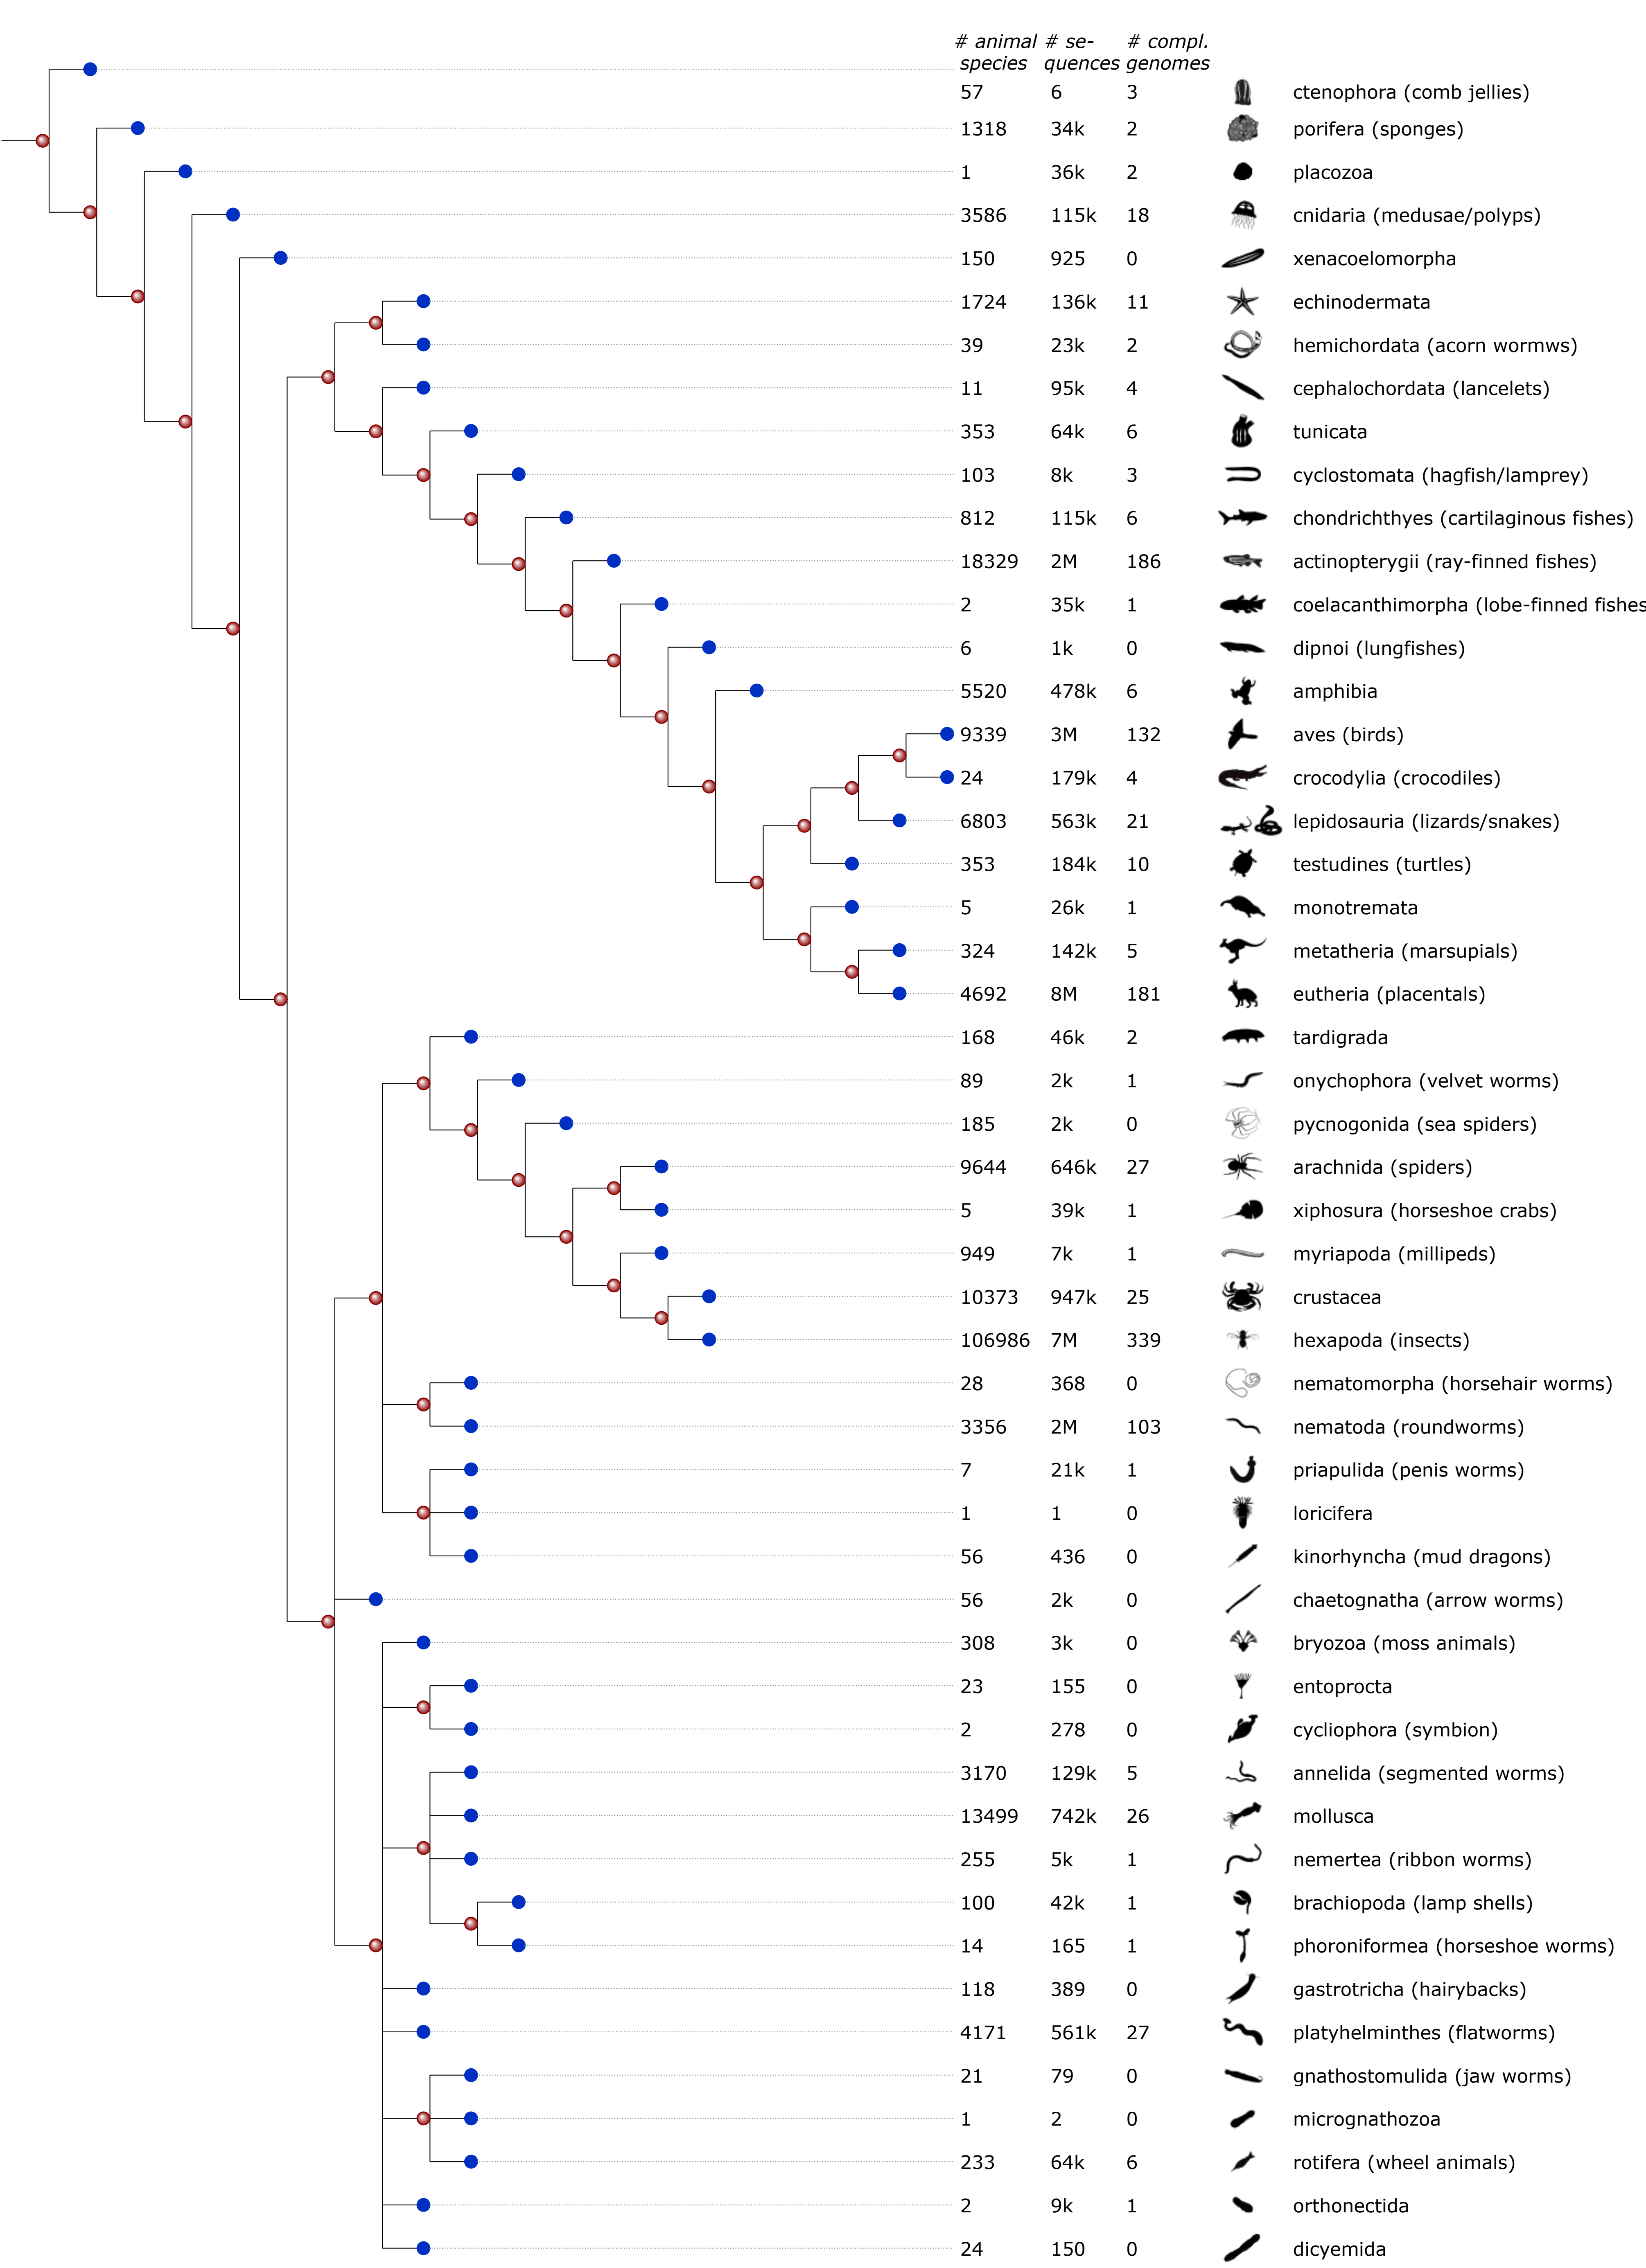 # animal # se- # compl.
species quences genomes
57 6 3 ctenophora (comb jellies)
1318 34k 2 porifera (sponges)
1 36k 2 placozoa
3586 115k 18 cnidaria (medusae/polyps)
150 925 0 xenacoelomorpha
1724 136k 11 echinodermata
39 23k 2 hemichordata (acorn wormws)
11 95k 4 cephalochordata (lancelets)
353 64k 6 tunicata
103 8k 3 cyclostomata (hagfish/lamprey)
812 115k 6 chondrichthyes (cartilaginous fishes)
18329 2M 186 actinopterygii (ray-finned fishes)
2 35k 1 coelacanthimorpha (lobe-finned fishes
6 1k 0 dipnoi (lungfishes)
5520 478k 6 amphibia
9339 3M 132 aves (birds)
24 179k 4 crocodylia (crocodiles)
6803 563k 21 lepidosauria (lizards/snakes)
353 184k 10 testudines (turtles)
5 26k 1 monotremata
324 142k 5 metatheria (marsupials)
4692 8M 181 eutheria (placentals)
168 46k 2 tardigrada
89 2k 1 onychophora (velvet worms)
185 2k 0 pycnogonida (sea spiders)
9644 646k 27 arachnida (spiders)
5 39k 1 xiphosura (horseshoe crabs)
949 7k 1 myriapoda (millipeds)
10373 947k 25 crustacea
106986 7M 339 hexapoda (insects)
28 368 0 nematomorpha (horsehair worms)
3356 2M 103 nematoda (roundworms)
7 21k 1 priapulida (penis worms)
1 1 0 loricifera
56 436 0 kinorhyncha (mud dragons)
56 2k 0 chaetognatha (arrow worms)
308 3k 0 bryozoa (moss animals)
23 155 0 entoprocta
2 278 0 cycliophora (symbion)
3170 129k 5 annelida (segmented worms)
13499 742k 26 mollusca
255 5k 1 nemertea (ribbon worms)
100 42k 1 brachiopoda (lamp shells)
14 165 1 phoroniformea (horseshoe worms)
118 389 0 gastrotricha (hairybacks)
4171 561k 27 platyhelminthes (flatworms)
21 79 0 gnathostomulida (jaw worms)
1 2 0 micrognathozoa
233 64k 6 rotifera (wheel animals)
2 9k 1 orthonectida
24 150 0 dicyemida